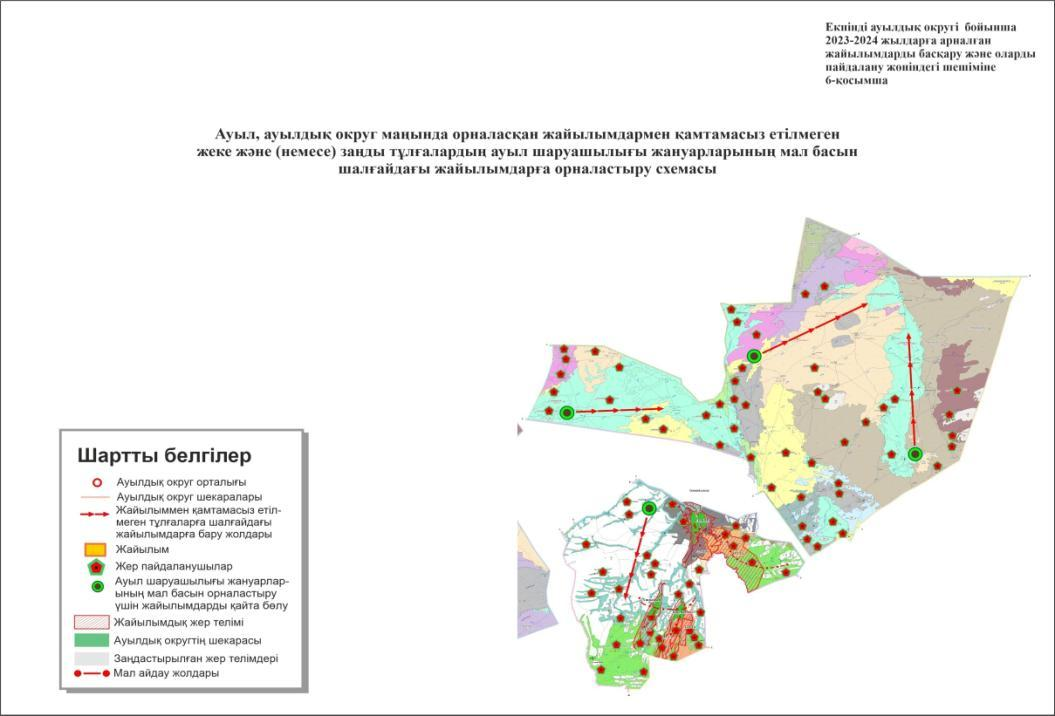 Екпінді ауылдық округі бойынша
2023-2024 жылдарға арналған
жайылымдарды басқару және оларды
пайдалану жөніндегі шешіміне
6-қосымша
Ауыл, ауылдық округ маңында орналасқан жайылымдармен қамтамасыз етілмеген
жеке және (немесе) заңды тұлғалардың ауыл шаруашылығы жануарларының мал басын
шалғайдағы жайылымдарға орналастыру схемасы
Шартты белгілер
Ауылдық округ орталығы
Ауылдық округ шекаралары
Жайылыммен қамтамасыз етіл-
меген тұлғаларға шалғайдағы
жайылымдарға бару жолдары
Жайылым
Жер пайдаланушылар
Ауыл шаруашылығы жануарлар-
ының мал басын орналастыру
үшін жайылымдарды қайта бөлу
Жайылымдық жер телімі
Ауылдық округтің шекарасы
Заңдастырылған жер телімдері
Мал айдау жолдары